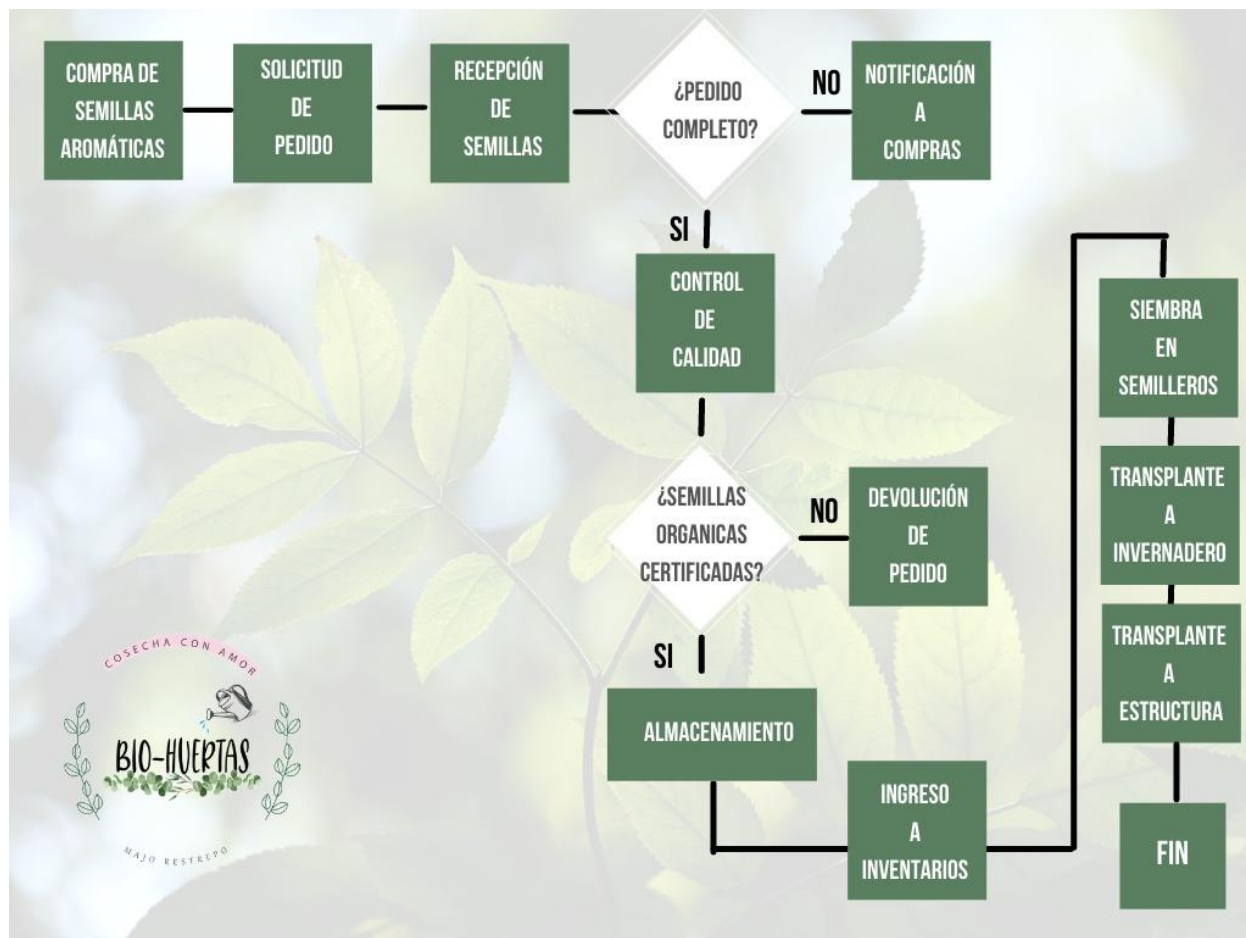 COMPRA DE
SEMILLAS
AROMÁTICAS
SOLICITUD
DE
PEDIDO
RECEPCIÓN
DE
SEMILLAS
¿PEDIDO
COMPLETO?
NO
NOTIFICACIÓN
A
COMPRAS
SI
CONTROL
DE
CALIDAD
¿SEMILLAS
ORGANICAS
CERTIFICADAS?
NO
DEVOLUCIÓN
DE
PEDIDO
SI
ALMACENAMIENTO
INGRESO
A
INVENTARIOS
SIEMBRA
EN
SEMILLEROS
TRANSPLANTE
A
INVERNADERO
TRANSPLANTE
A
ESTRUCTURA
FIN
COSECHA CON AMOR
BIO-HUERTAS
MAJO RESTREPO